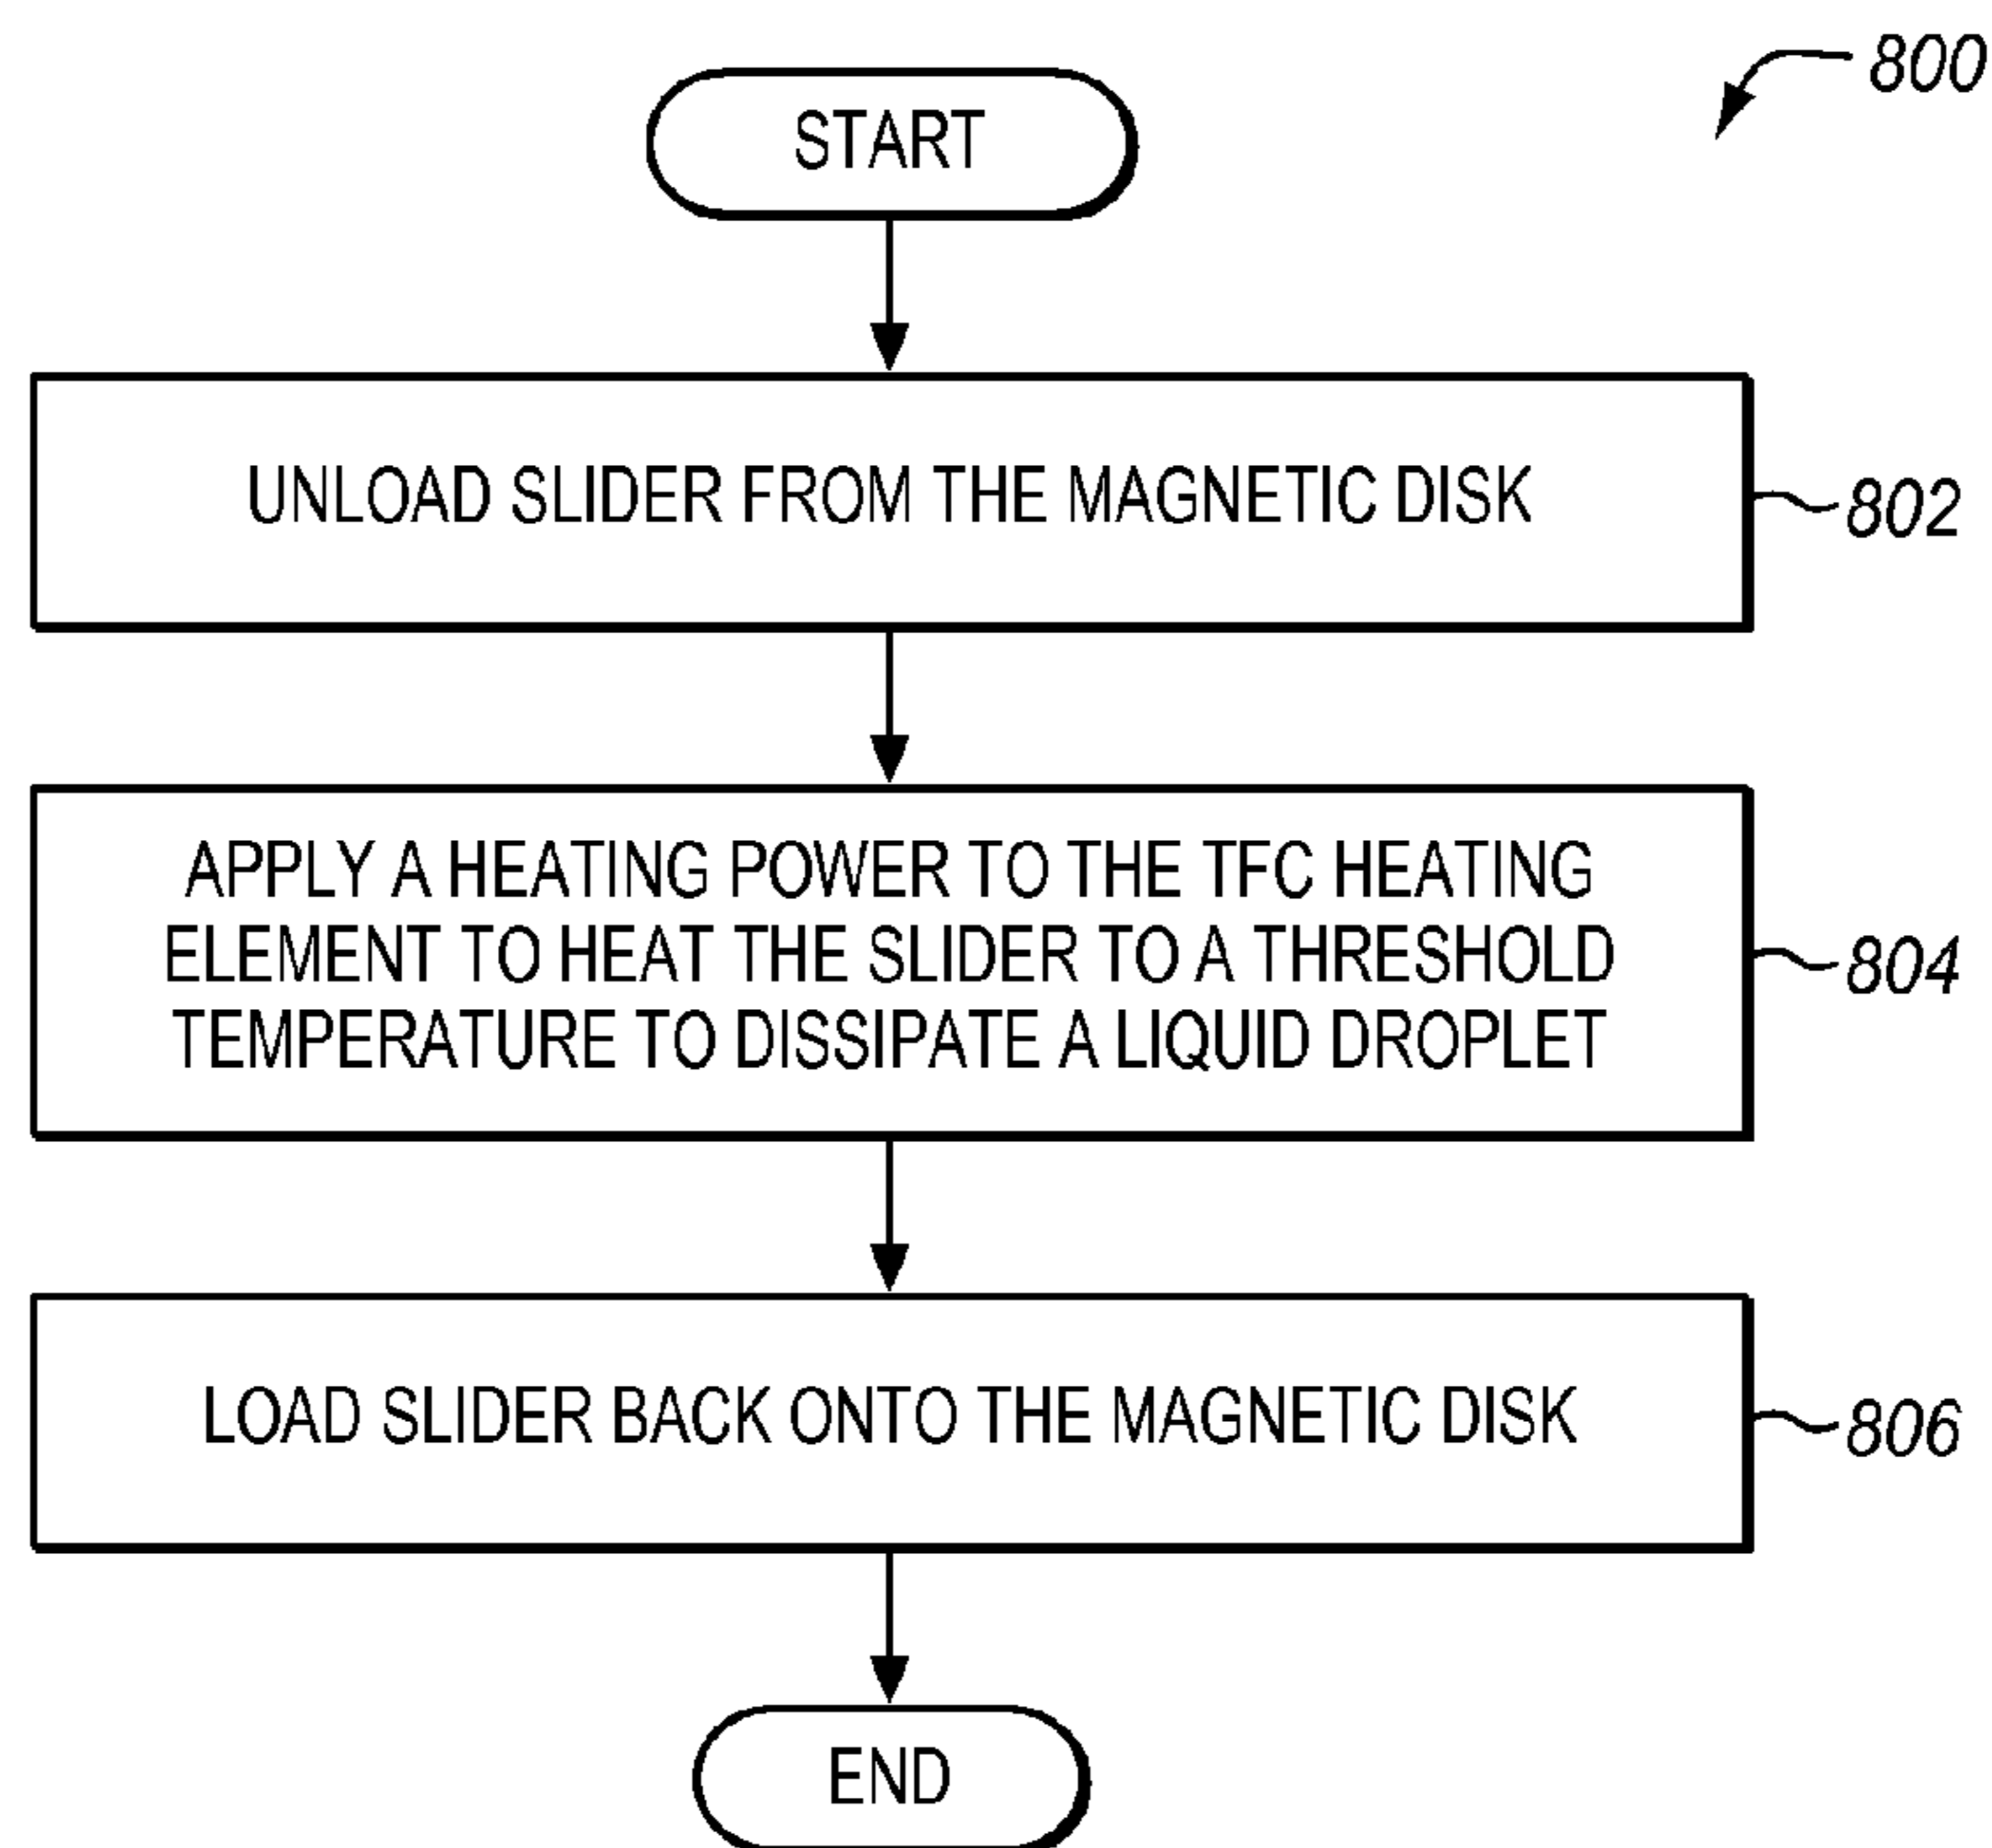 800
START
UNLOAD SLIDER FROM THE MAGNETIC DISK
802
APPLY A HEATING POWER TO THE TFC HEATING
ELEMENT TO HEAT THE SLIDER TO A THRESHOLD
TEMPERATURE TO DISSIPATE A LIQUID DROPLET
804
LOAD SLIDER BACK ONTO THE MAGNETIC DISK
806
END